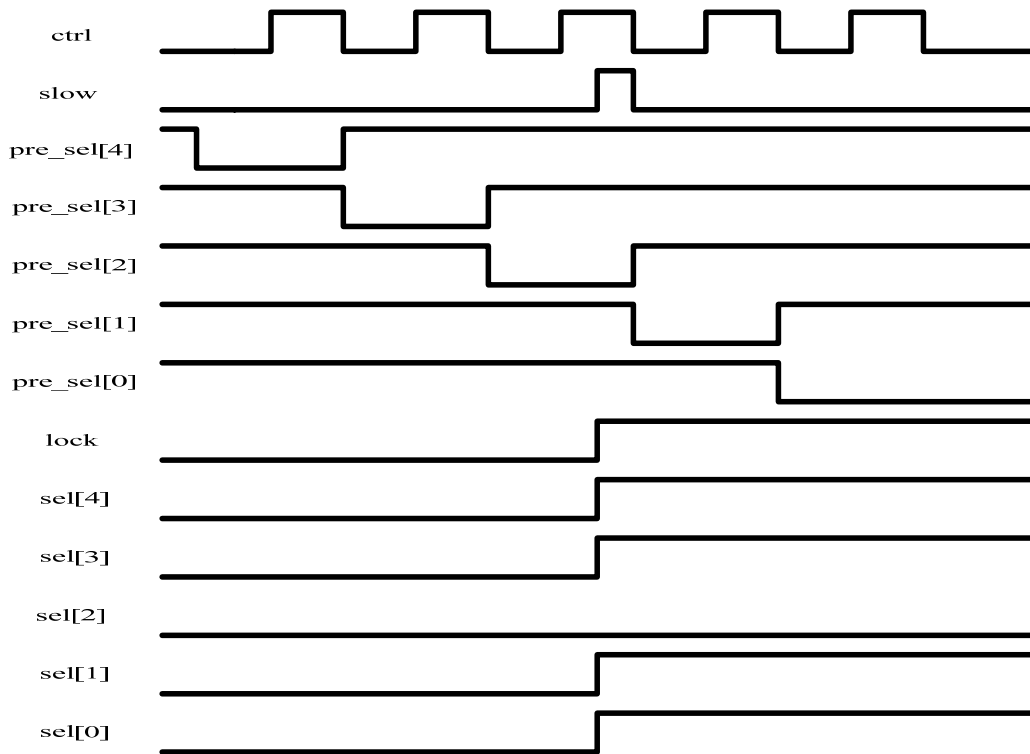 ctrl
slow
pre_sel[4]
pre_sel[3]
pre_sel[2]
pre_sel[1]
pre_sel[0]
lock
sel[4]
sel[3]
sel[2]
sel[1]
sel[0]